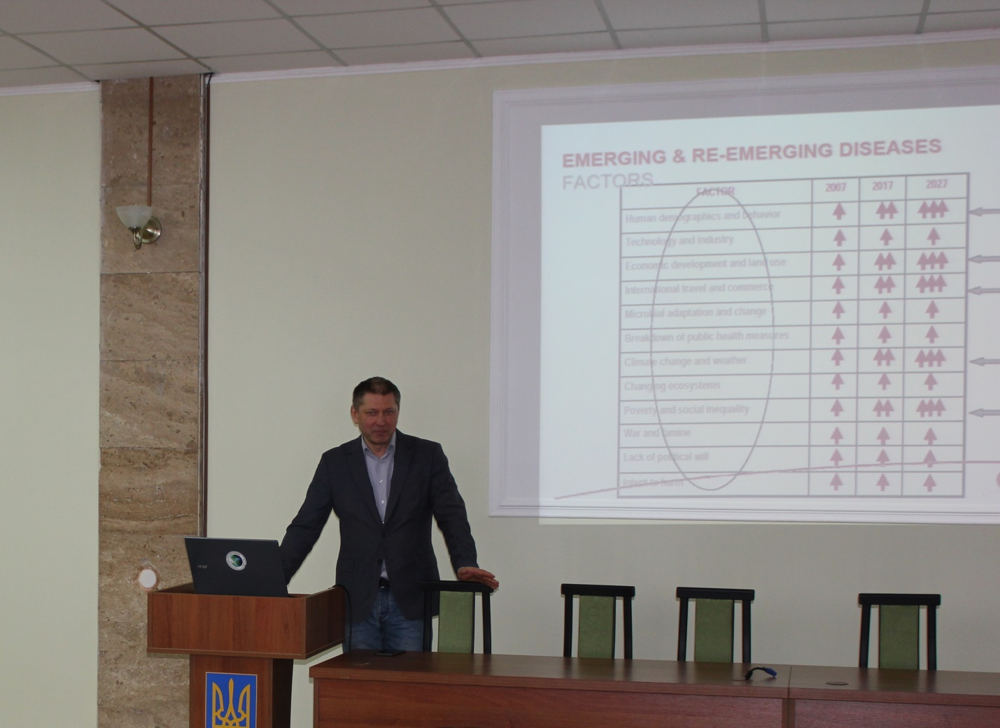 EMERGING & RE-EMERGING DISEASES
FACTORS
FACTOR 2007 2017 2027
Human demographics and behavior
Technology and industry
Economic development and land use
International travel and commerce
Microbial adaptation and change
Breakdown of public health measures
Climate change and weather
Changing ecosystems
Poverty and social inequality
War and famine
Lack of political will
Intent to harm
acer